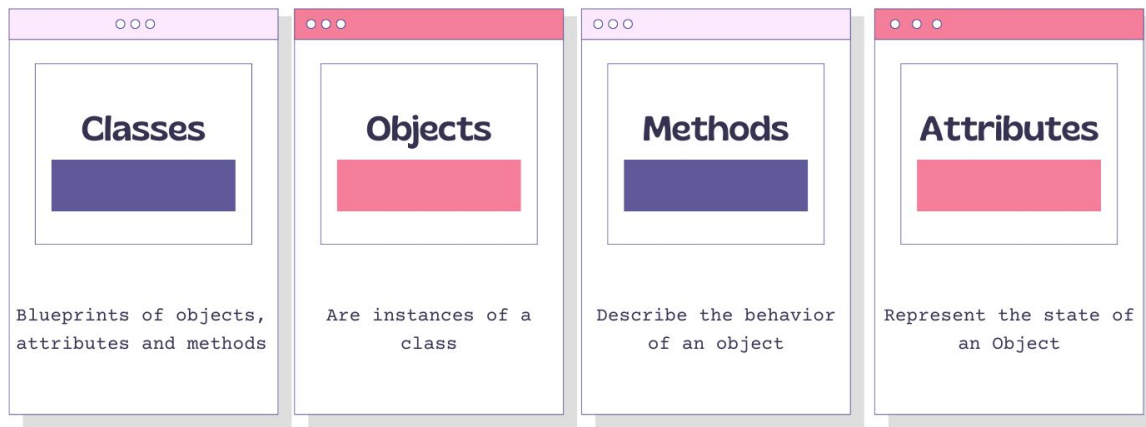 Classes
Blueprints of objects,
attributes and methods
Objects
Are instances of a
class
Methods
Describe the behavior
of an object
Attributes
Represent the state of
an Object